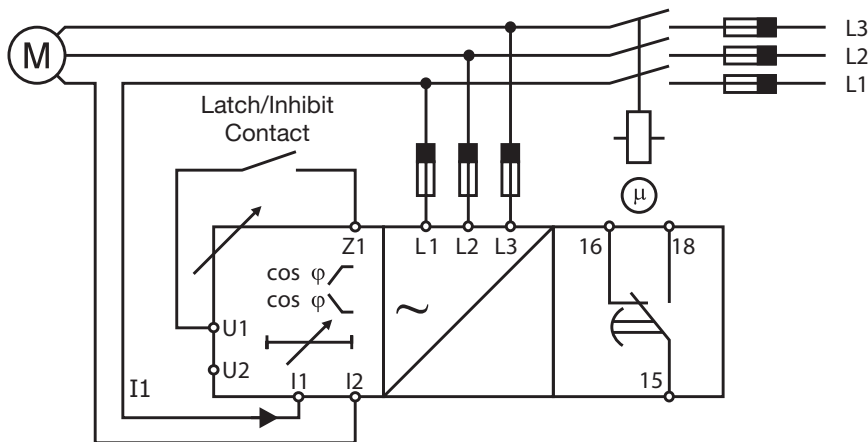 L3
M
L2
L1
Latch/Inhibit
Contact
μ
Z1
L1
L2
L3
16
18
cos φ
cos φ
~
U1
U2
I1
I1
I2
15